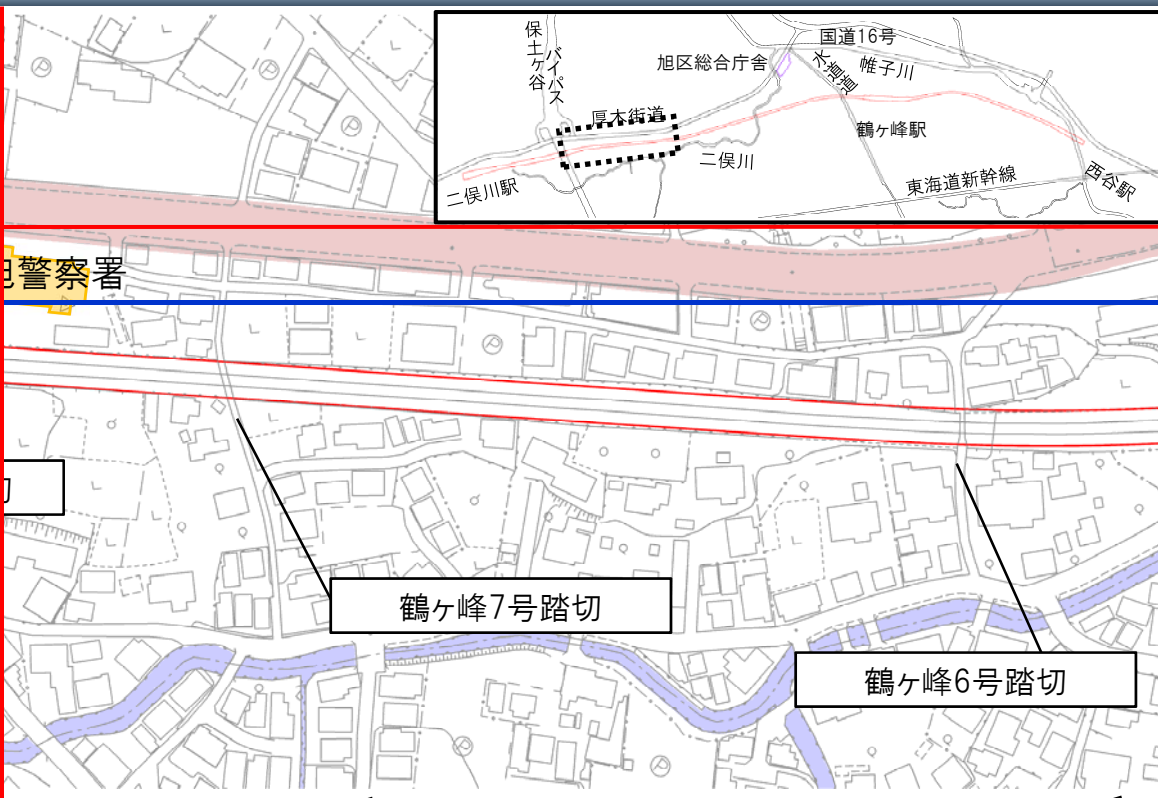 保土ヶ谷
バイパス
国道16号
旭区総合庁舎
水道道
帷子川
厚木街道
鶴ヶ峰駅
二俣川
二俣川駅
東海道新幹線
西谷駅
警察署
鶴ヶ峰7号踏切
鶴ヶ峰6号踏切